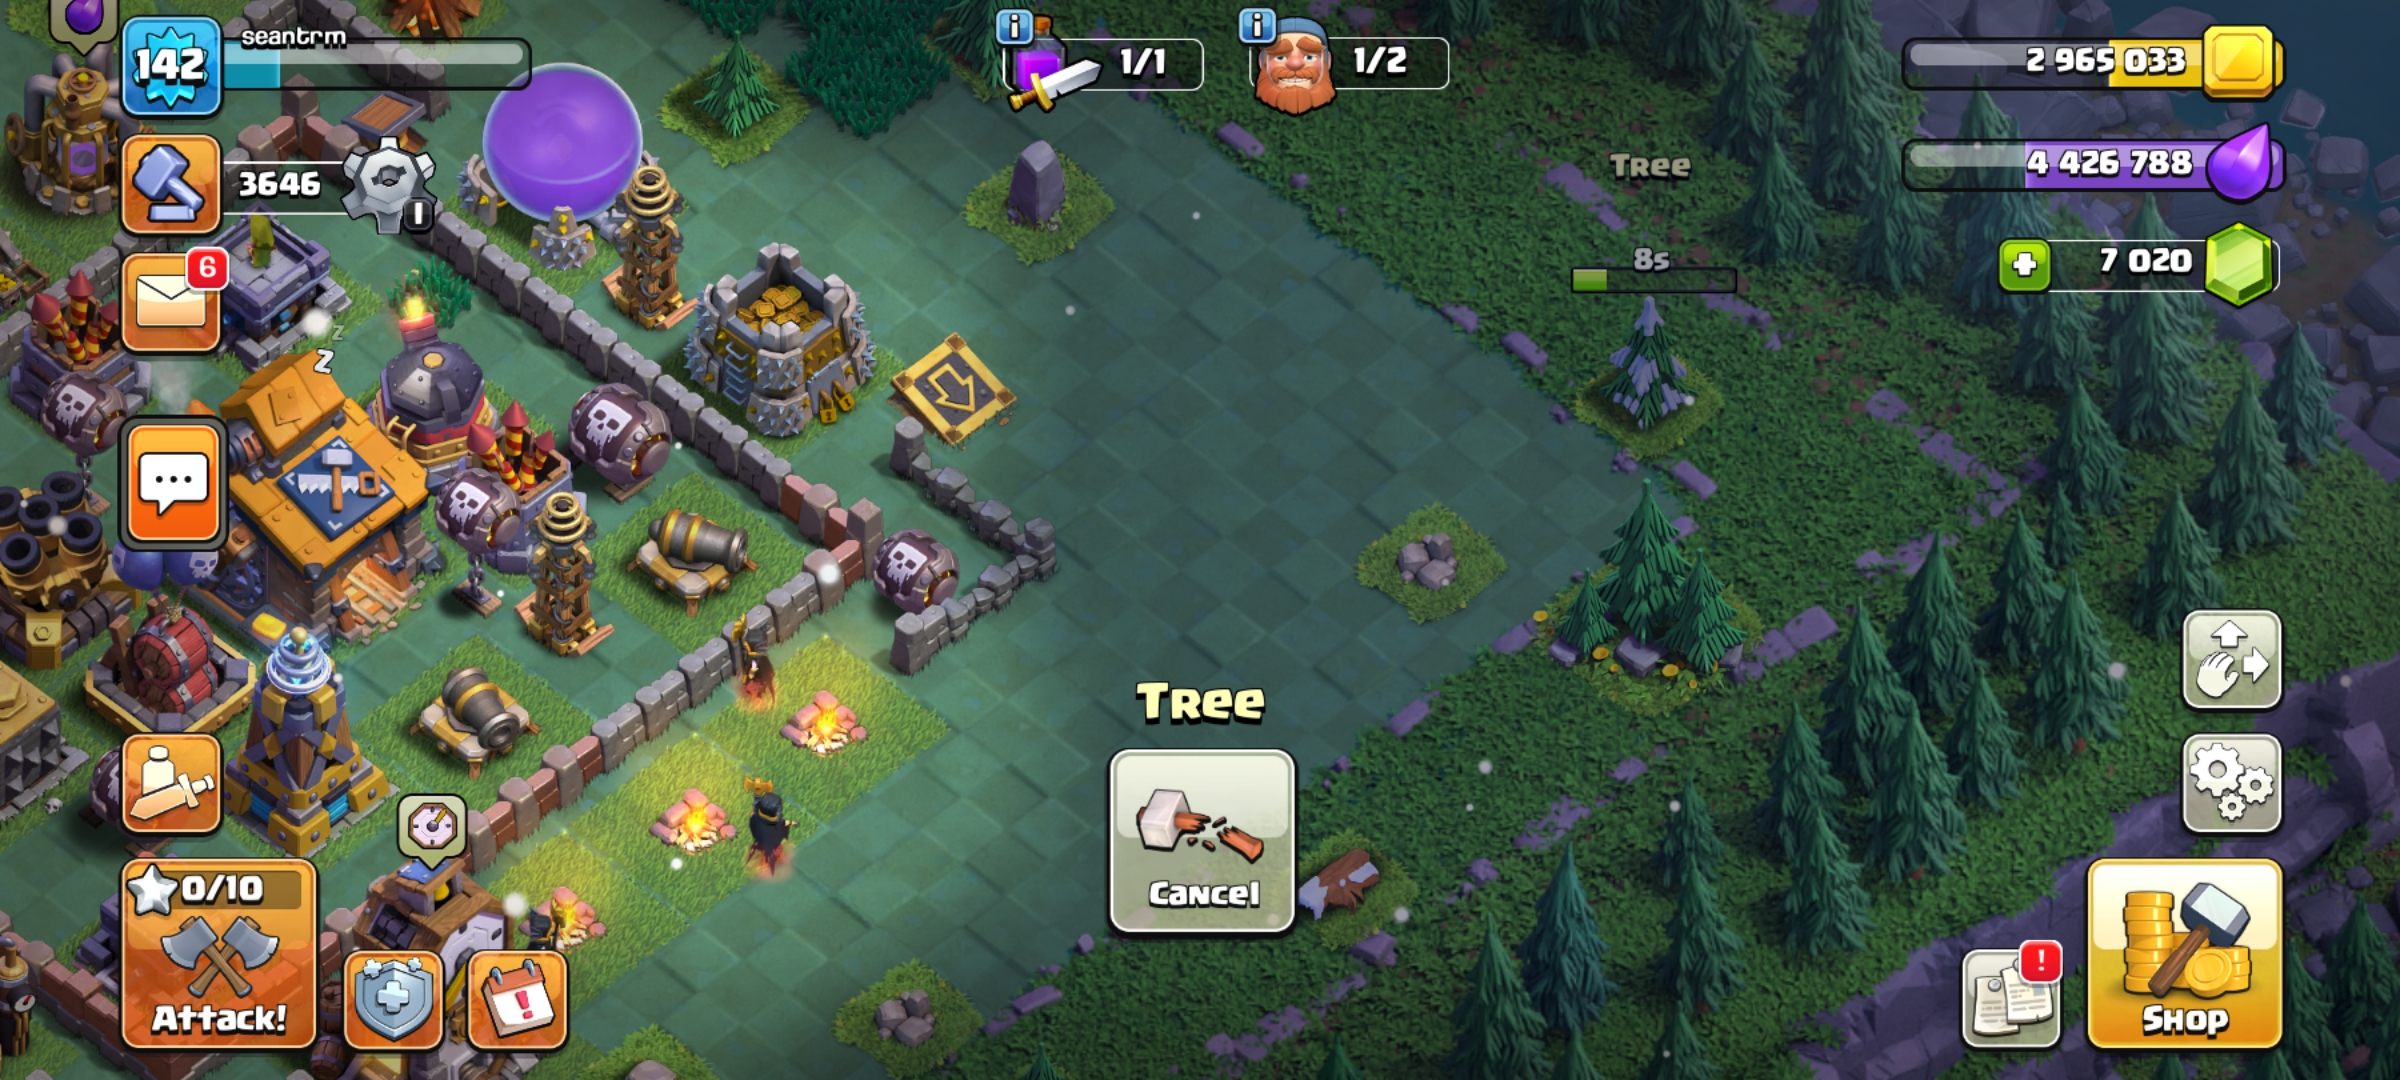 142
seantrm
1/1
1/2
2 965 033
3646
I
4 426 788
Tree
6
8s
7 020
z
z
Tree
Cancel
0/10
Attack!
!
!
Shop